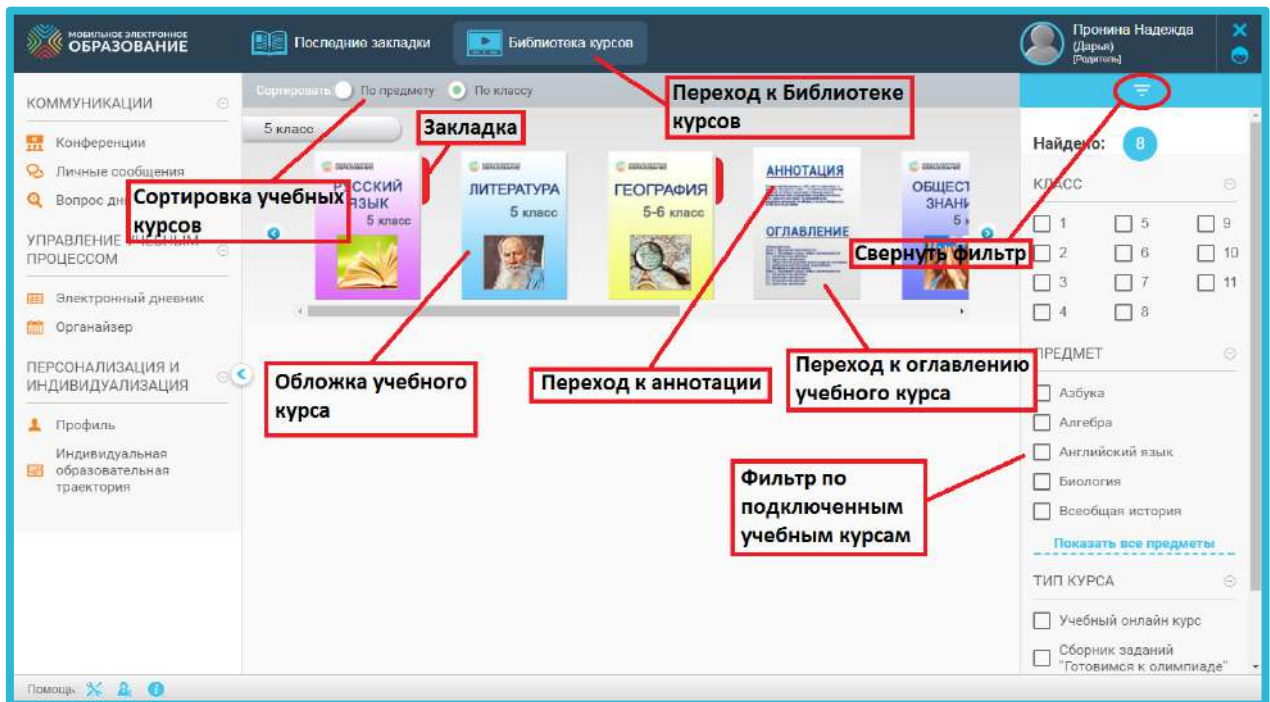 МОБИЛЬНОЕ ЭЛЕКТРОННОЕ
ОБРАЗОВАНИЕ
Последние закладки
Библиотека курсов
Пронина Надежда
(Дарья)
[Родитель]
КОММУНИКАЦИИ
Конференции
Личные сообщения
Вопрос дня
УПРАВЛЕНИЕ УЧЕБНЫМ
ПРОЦЕССОМ
Электронный дневник
Органайзер
ПЕРСОНАЛИЗАЦИЯ И
ИНДИВИДУАЛИЗАЦИЯ
Профиль
Индивидуальная
образовательная
траектория
Сортировать:
По предмету
По классу
5 класс
Закладка
Переход к Библиотеке
курсов
Сортировка учебных
курсов
РУССКИЙ
ЯЗЫК
5 класс
ЛИТЕРАТУРА
5 класс
ГЕОГРАФИЯ
5-6 класс
АННОТАЦИЯ
ОГЛАВЛЕНИЕ
ОБЩЕСТ
ЗНАНИ
5
Свернуть фильтр
Обложка учебного
курса
Переход к аннотации
Переход к оглавлению
учебного курса
Фильтр по
подключенным
учебным курсам
Найдено: 8
КЛАСС
1 5 9
2 6 10
3 7 11
4 8
ПРЕДМЕТ
Азбука
Алгебра
Английский язык
Биология
Всеобщая история
Показать все предметы
ТИП КУРСА
Учебный онлайн курс
Сборник заданий
"Готовимся к олимпиаде"
Помощь: